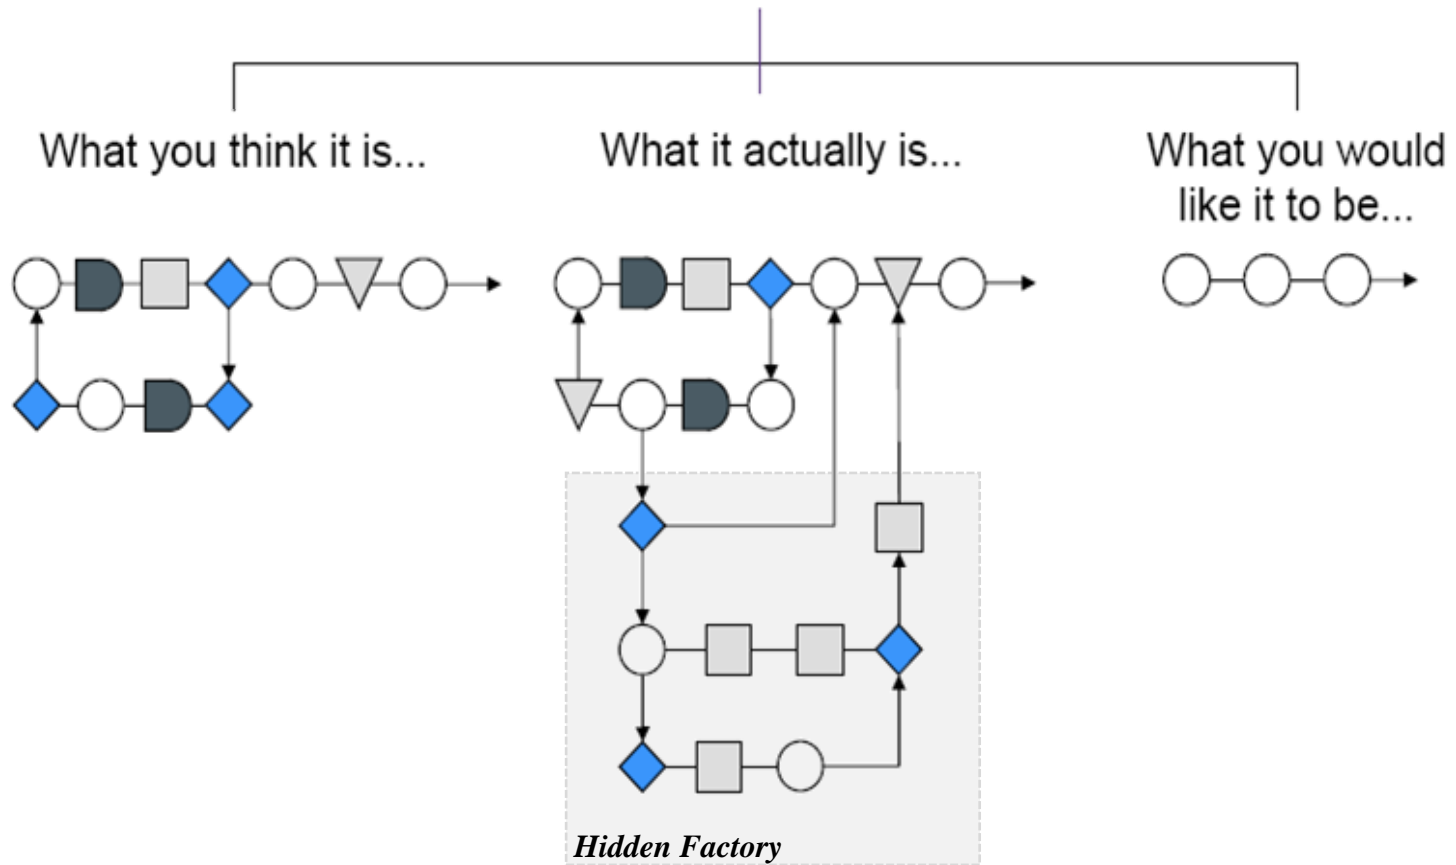 What you think it is...
What it actually is...
What you would
like it to be...
Hidden Factory